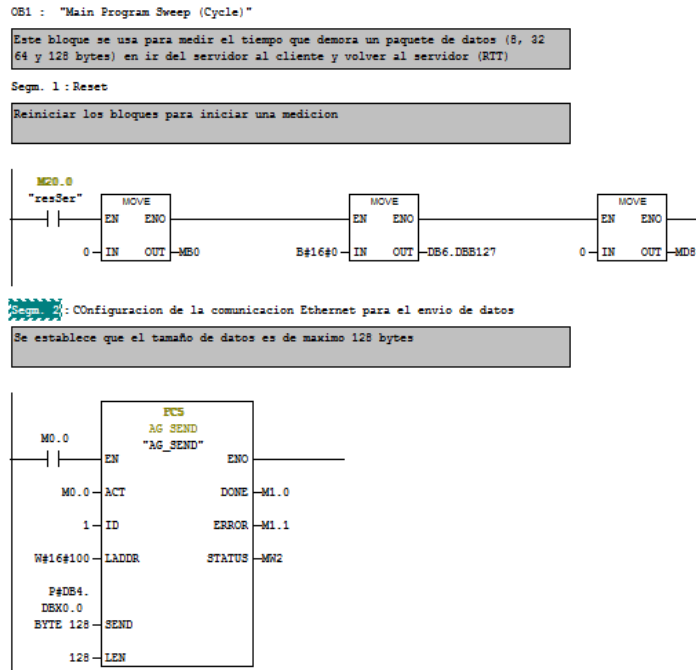 OB1 : "Main Program Sweep (Cycle)"
Este bloque se usa para medir el tiempo que demora un paquete de datos (8, 32
64 y 128 bytes) en ir del servidor al cliente y volver al servidor (RTT)
Segm. 1 : Reset
Reiniciar los bloques para iniciar una medicion
M20.0
"resSer"
MOVE MOVE MOVE
EN ENO EN ENO EN ENO
0 IN OUT MB0 B#16#0 IN OUT DB6.DBB127 0 IN OUT MD8
Segm. 2 : COnfiguracion de la comunicacion Ethernet para el envio de datos
Se establece que el tamaño de datos es de maximo 128 bytes
FC5
AG SEND
M0.0 "AG_SEND"
EN ENO
M0.0 ACT DONE M1.0
1 ID ERROR M1.1
W#16#100 LADDR STATUS MW2
P#DB4.
DBX0.0
BYTE 128 SEND
128 LEN